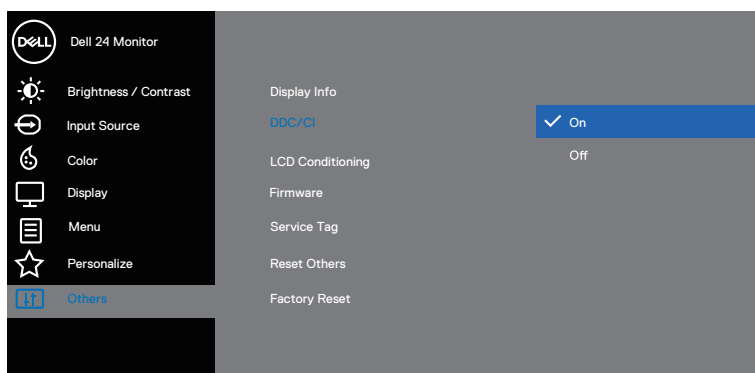 DELL
Dell 24 Monitor
Brightness / Contrast
Input Source
Color
Display
Menu
Personalize
Others
Display Info
DDC/CI
LCD Conditioning
Firmware
Service Tag
Reset Others
Factory Reset
On
Off